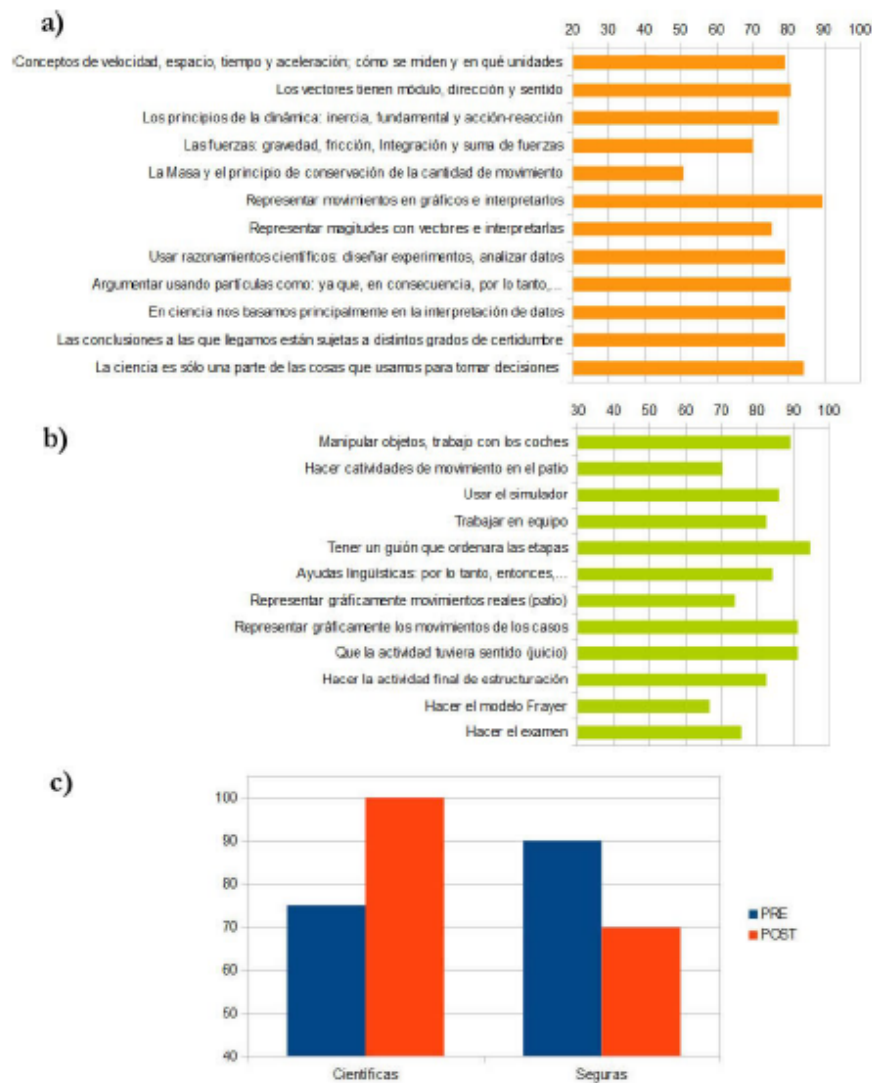 a)
20 30 40 50 60 70 80 90 100
Conceptos de velocidad, espacio, tiempo y aceleración; cómo se miden y en qué unidades
Los vectores tienen módulo, dirección y sentido
Los principios de la dinámica: inercia, fundamental y acción-reacción
Las fuerzas: gravedad, fricción, Integración y suma de fuerzas
La Masa y el principio de conservación de la cantidad de movimiento
Representar movimientos en gráficos e interpretarlos
Representar magitudes con vectores e interpretarlas
Usar razonamientos científicos: diseñar experimentos, analizar datos
Argumentar usando partículas como: ya que, en consecuencia, por lo tanto,...
En ciencia nos basamos principalmente en la interpretación de datos
Las conclusiones a las que llegamos están sujetas a distintos grados de certidumbre
La ciencia es sólo una parte de las cosas que usamos para tomar decisiones
b)
30 40 50 60 70 80 90 100
Manipular objetos, trabajo con los coches
Hacer catividades de movimiento en el patio
Usar el simulador
Trabajar en equipo
Tener un guión que ordenara las etapas
Ayudas lingüísticas: por lo tanto, entonces,...
Representar gráficamente movimientos reales (patio)
Representar gráficamente los movimientos de los casos
Que la actividad tuviera sentido (juicio)
Hacer la actividad final de estructuración
Hacer el modelo Frayer
Hacer el examen
c)
100
90
80
70
60
50
40
PRE
POST
Científicas Seguras